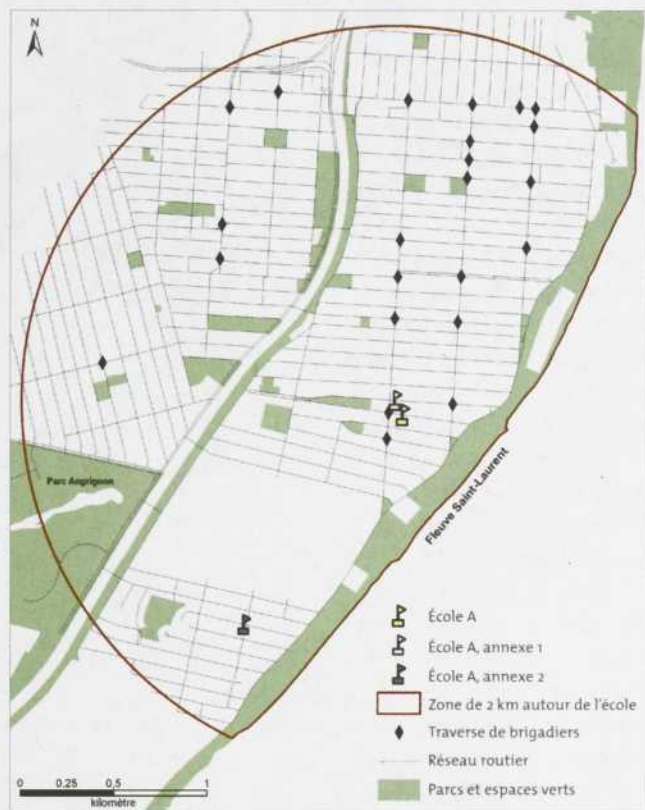 N
Parc Angrignon
Fleuve Saint-Laurent
École A
École A, annexe 1
École A, annexe 2
Zone de 2 km autour de l'école
Traverse de brigadiers
Réseau routier
Parcs et espaces verts
0 0,25 0,5 1
kilomètre